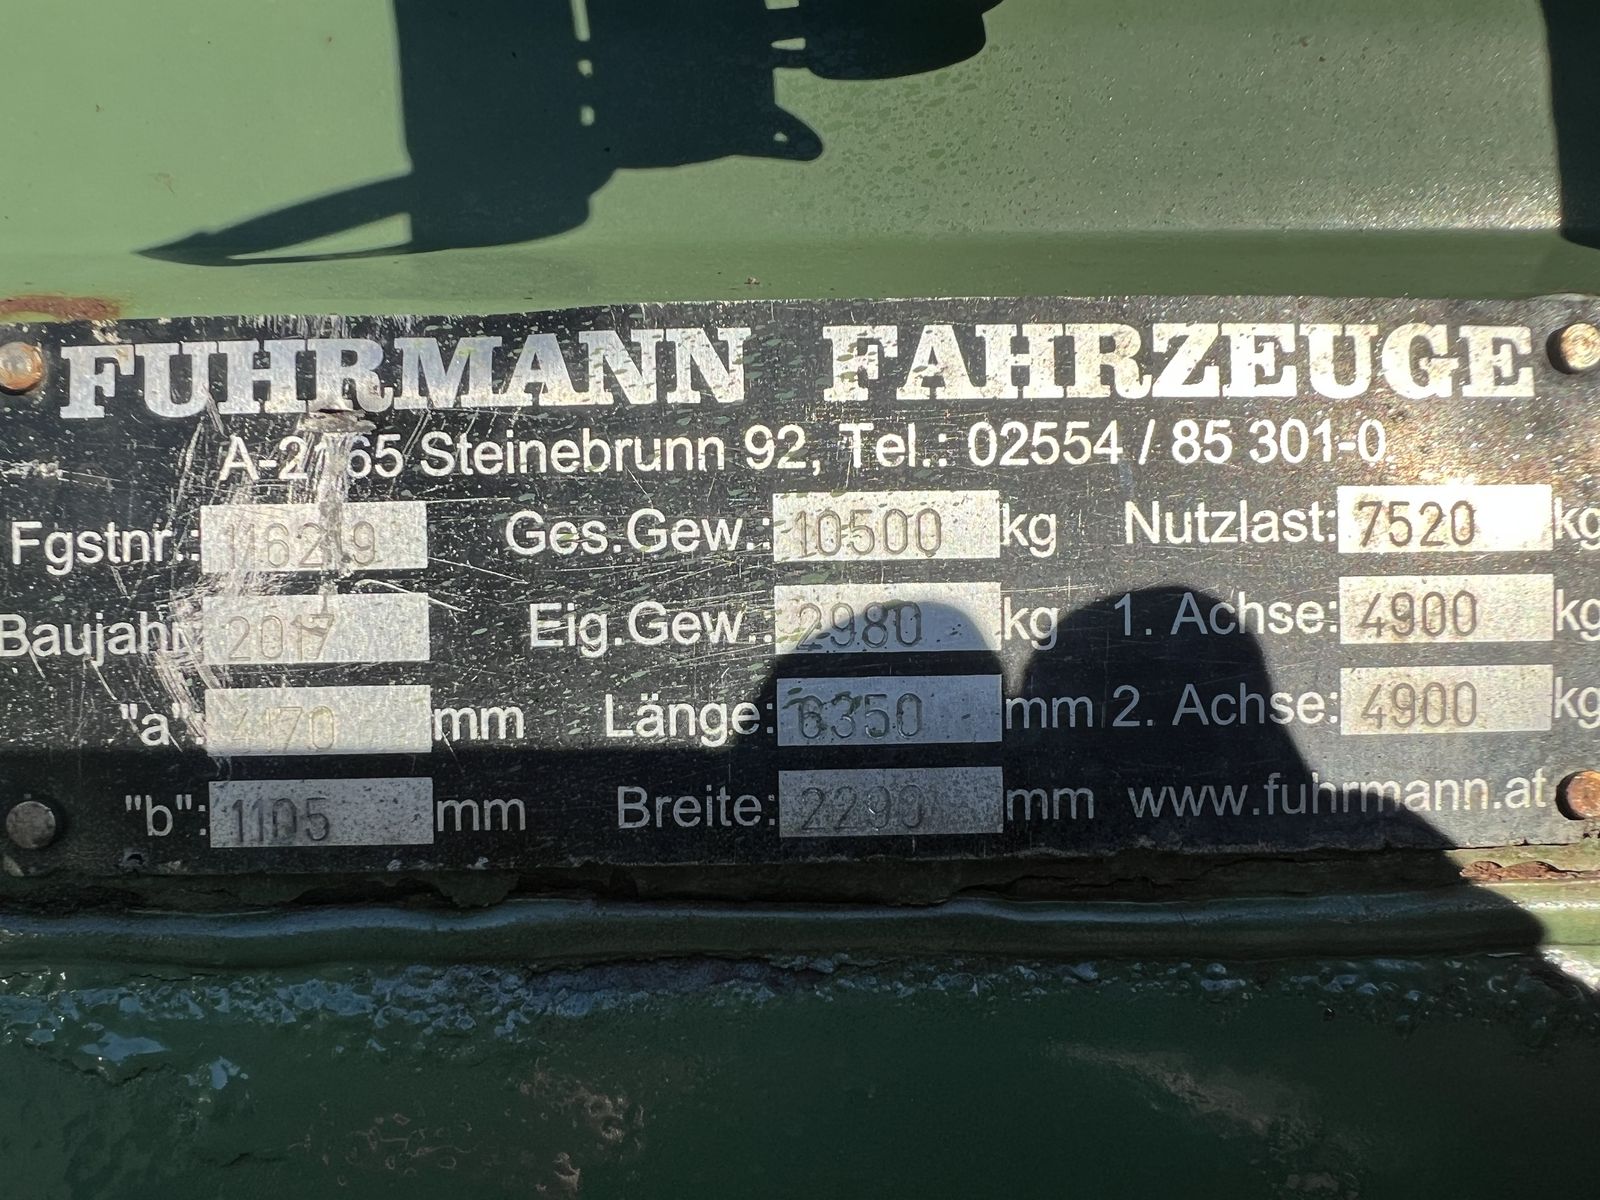 FUHRMANN FAHRZEUGE
A-2165 Steinebrunn 92, Tel.: 02554 / 85 301-0
Fgstnr.: Ges.Gew.: 10500 kg Nutzlast: 7520 kg
Baujahr: 2017 Eig.Gew.: 2980 kg 1. Achse: 4900 kg
"a": mm Länge: 6350 mm 2. Achse: 4900 kg
"b": 1105 mm Breite: mm www.fuhrmann.at